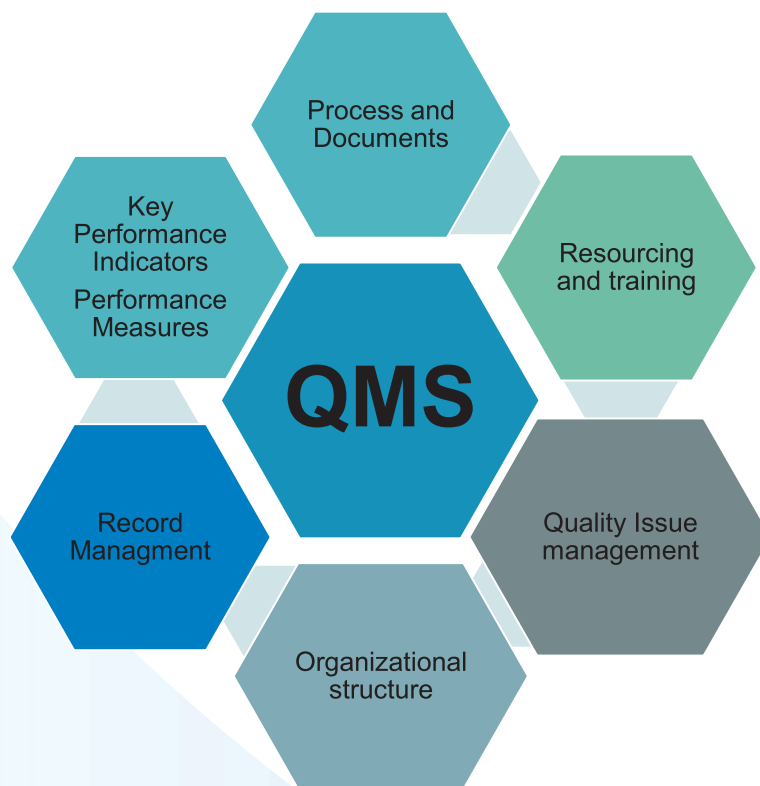 Process and
Documents
Key
Performance
Indicators
Performance
Measures
Resourcing
and training
QMS
Record
Managment
Quality Issue
management
Organizational
structure